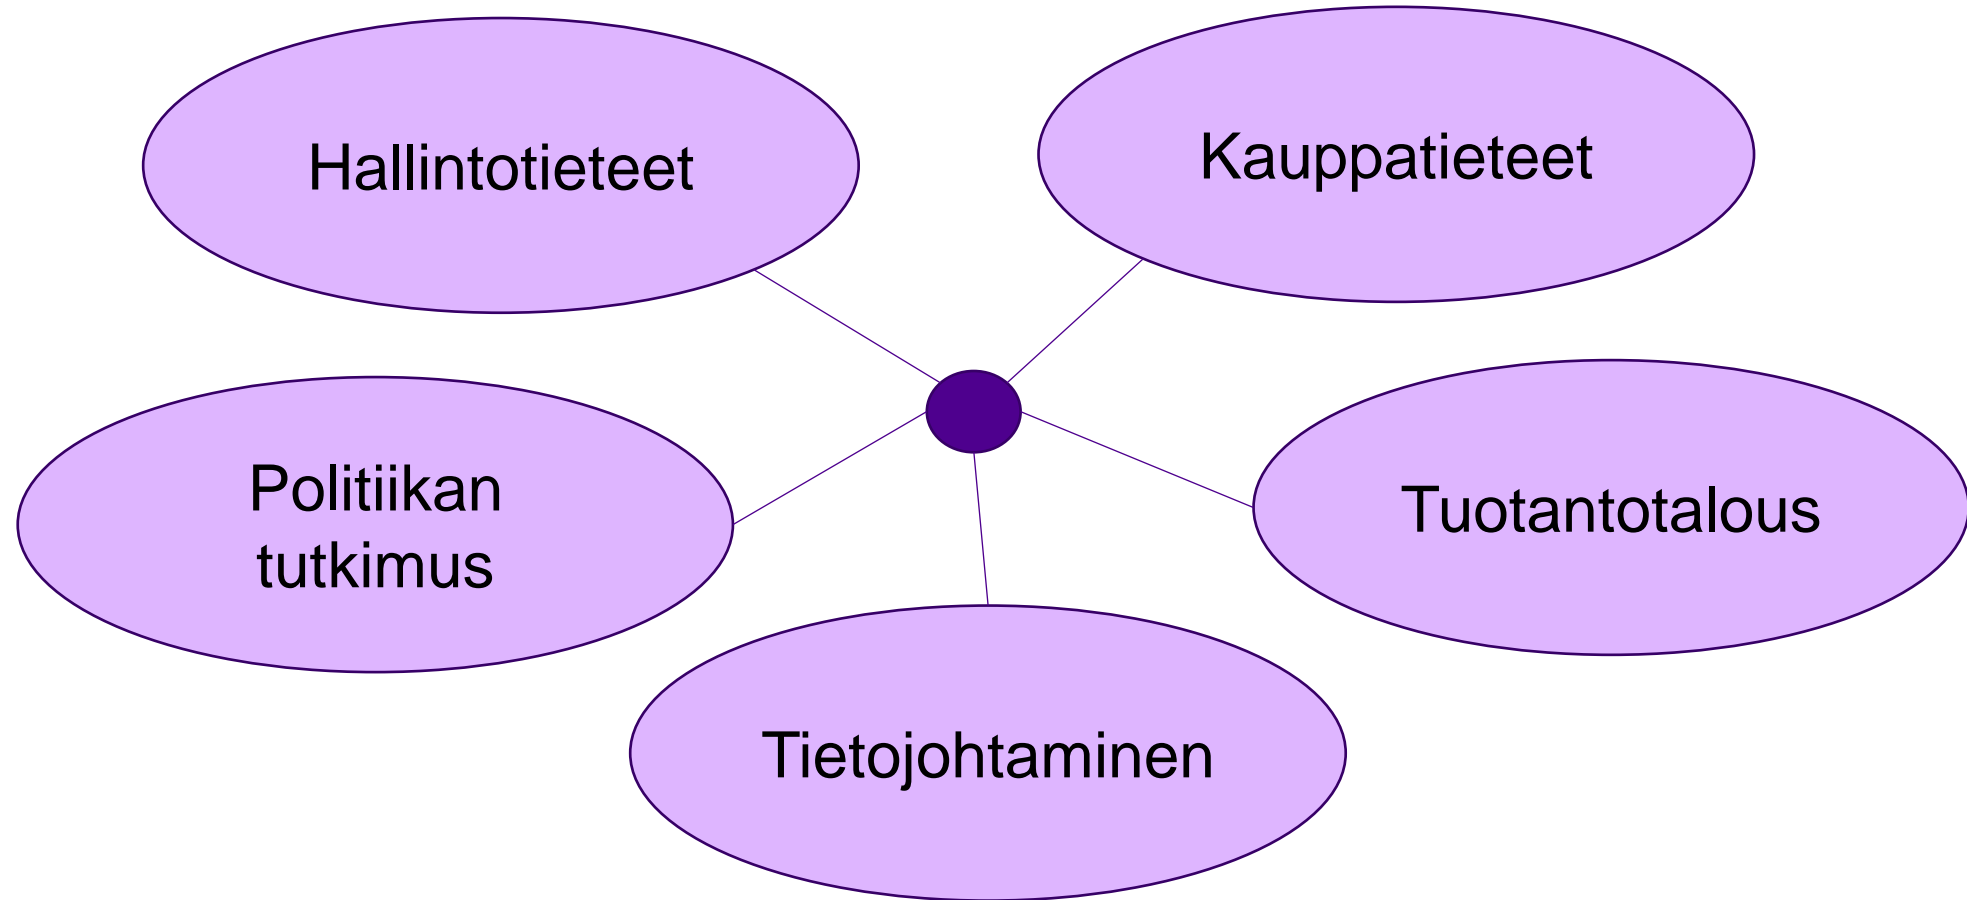 Hallintotieteet
Kauppatieteet
Politiikan
tutkimus
Tuotantotalous
Tietojohtaminen